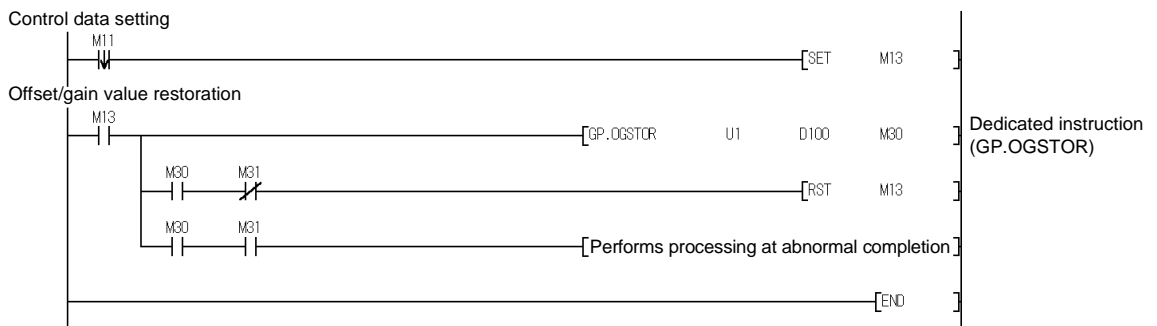 Control data setting
M11
SET M13
Offset/gain value restoration
M13
GP.OGSTOR U1 D100 M30
Dedicated instruction
(GP.OGSTOR)
M30 M31
RST M13
M30 M31
Performs processing at abnormal completion
END